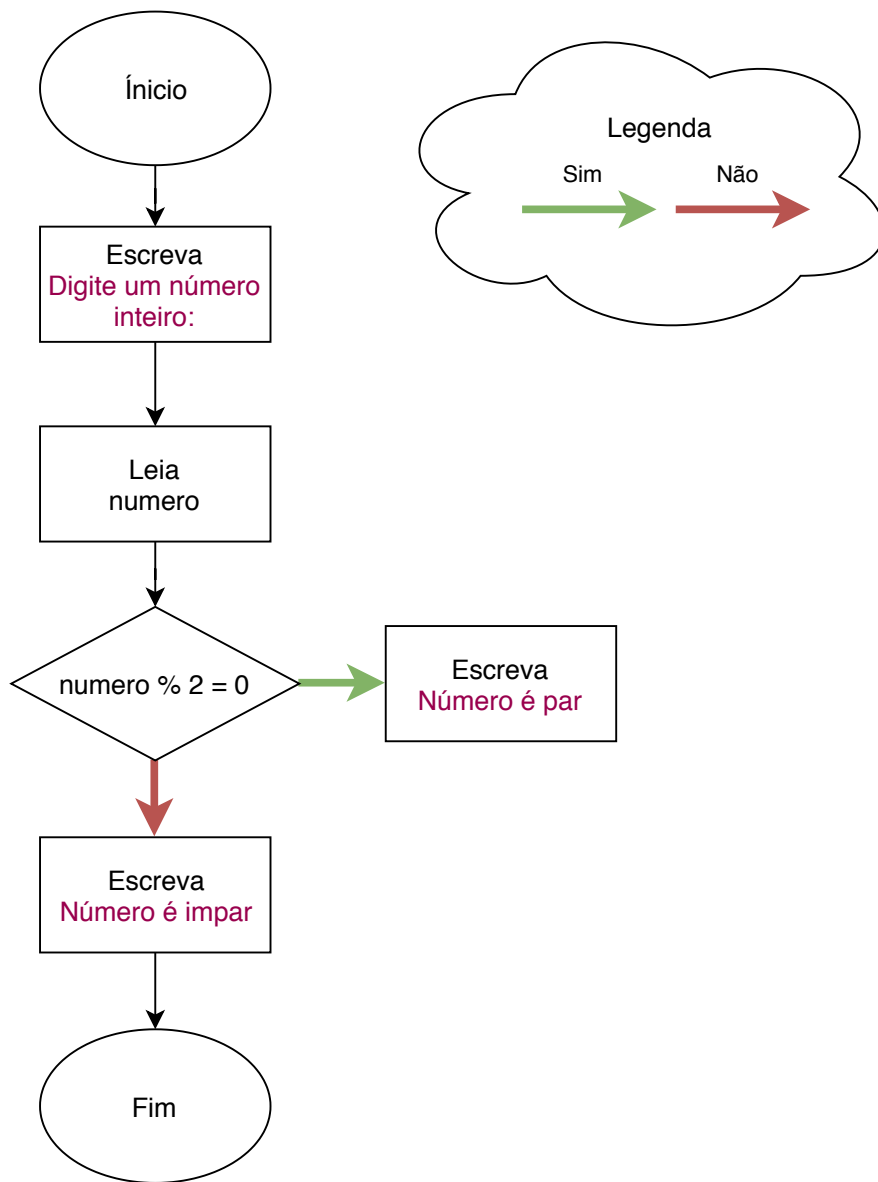 Ínicio
Legenda
Sim
Não
Escreva
Digite um número
inteiro:
Leia
numero
numero % 2 = 0
Escreva
Número é par
Escreva
Número é impar
Fim